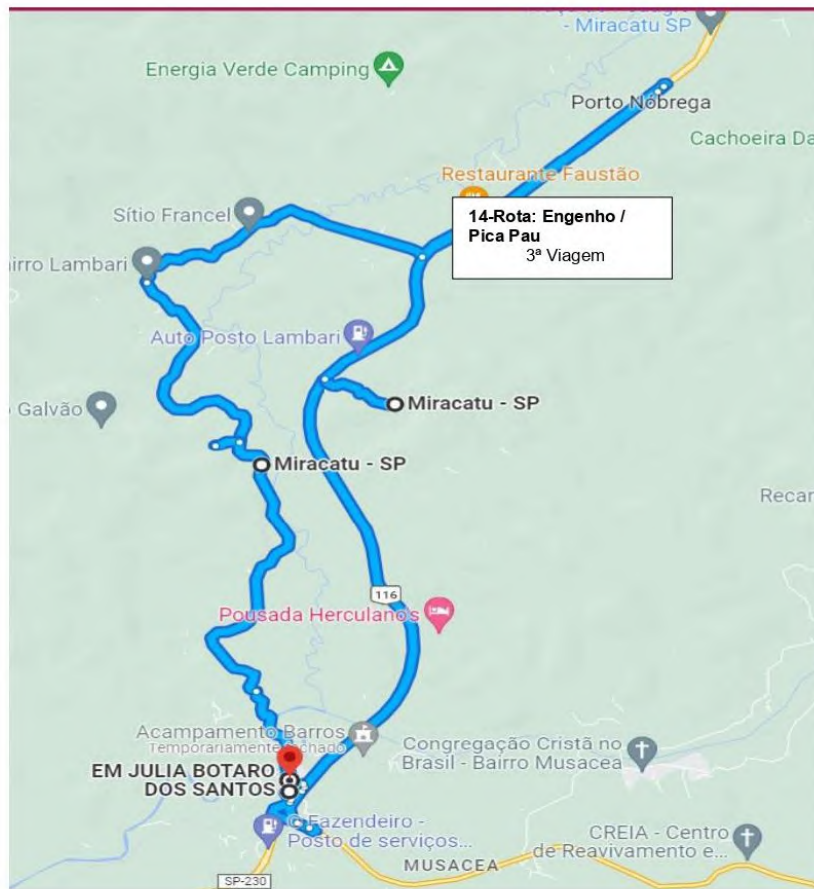 - Miracatu SP
Energia Verde Camping
Porto Nóbrega
Cachoeira Da
Restaurante Faustão
14-Rota: Engenho /
Pica Pau
3ª Viagem
Sítio Francel
airro Lambari
Auto Posto Lambari
Miracatu - SP
o Galvão
Miracatu - SP
Recar
116
Pousada Herculanos
Acampamento Barros
Temporariamente fechado
Congregação Cristã no
Brasil - Bairro Musacea
EM JULIA BOTARO
DOS SANTOS
O Fazendeiro -
Posto de serviços...
CREIA - Centro
de Reavivamento e...
MUSACEA
SP-230